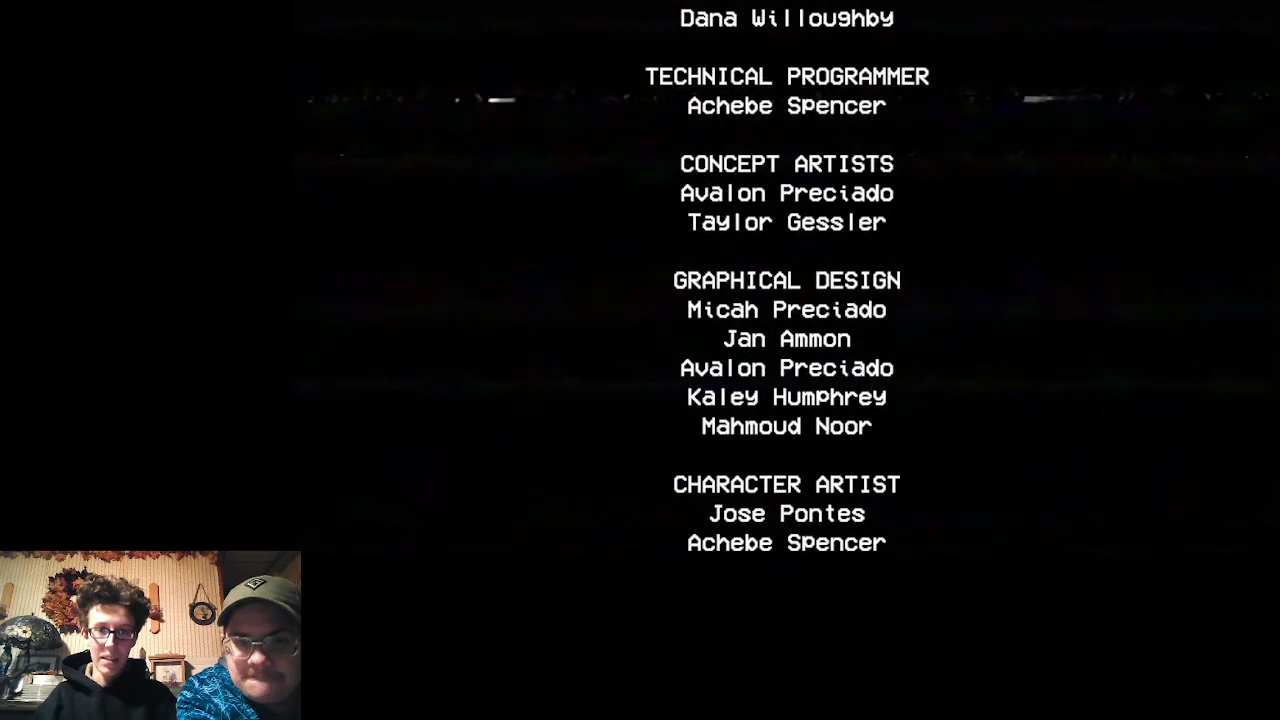 Dana Willoughby
TECHNICAL PROGRAMMER
Achebe Spencer
CONCEPT ARTISTS
Avalon Preciado
Taylor Gessler
GRAPHICAL DESIGN
Micah Preciado
Jan Ammon
Avalon Preciado
Kaley Humphrey
Mahmoud Noor
CHARACTER ARTIST
Jose Pontes
Achebe Spencer